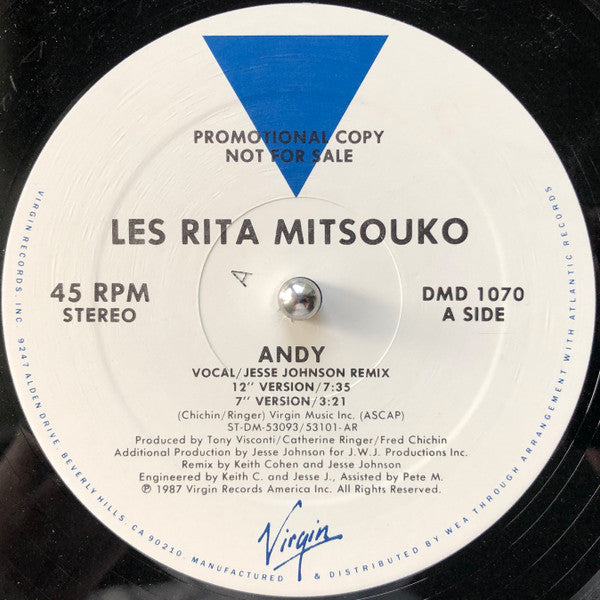 PROMOTIONAL COPY
NOT FOR SALE
LES RITA MITSOUKO
A
45 RPM
STEREO
DMD 1070
A SIDE
ANDY
VOCAL/JESSE JOHNSON REMIX
12" VERSION/7:35
7" VERSION/3:21
(Chichin/Ringer) Virgin Music Inc. (ASCAP)
ST-DM-53093/53101-AR
Produced by Tony Visconti/Catherine Ringer/Fred Chichin
Additional Production by Jesse Johnson for J.W.J. Productions Inc.
Remix by Keith Cohen and Jesse Johnson
Engineered by Keith C. and Jesse J., Assisted by Pete M.
℗ 1987 Virgin Records America Inc. All Rights Reserved.
Virgin
VIRGIN RECORDS, INC 9247 ALDEN DRIVE, BEVERLY HILLS, CA 90210. MANUFACTURED & DISTRIBUTED BY WEA THROUGH ARRANGEMENT WITH ATLANTIC RECORDS